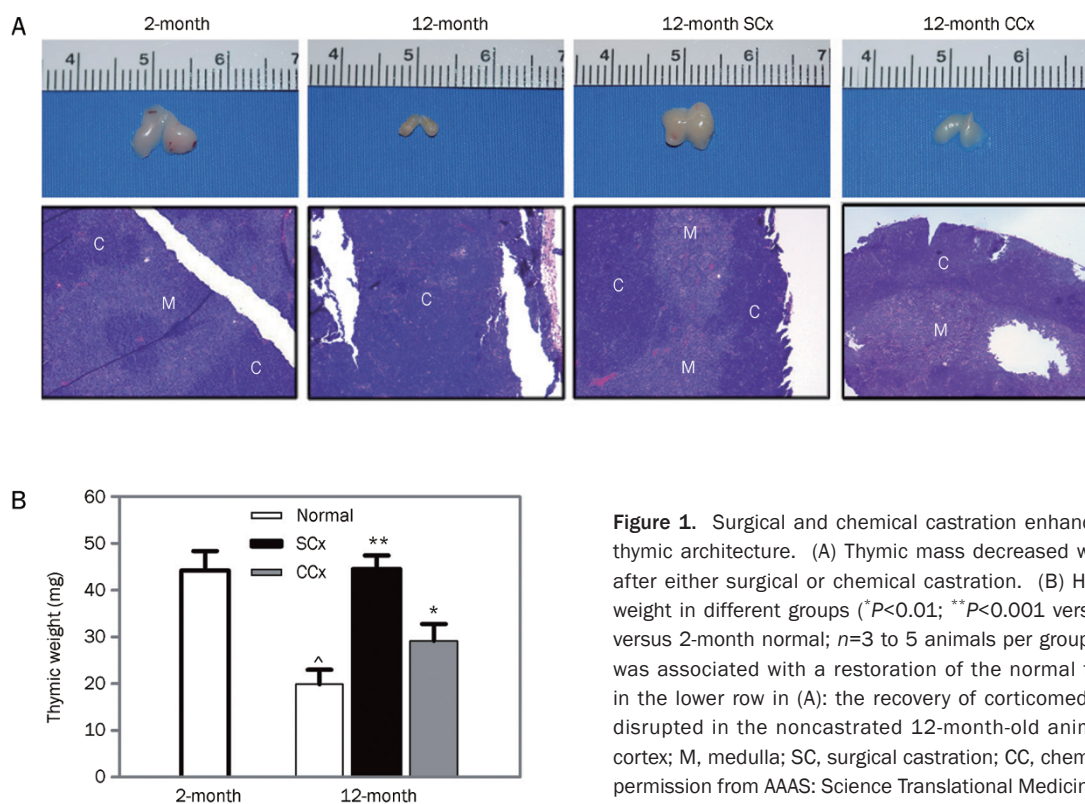 A
2-month
12-month
12-month SCx
12-month CCx
4 5 6 7
4 5 6
4 5 6 7
4 5 6
C
M
C
C
M
C
C
M
C
M
B
60
50
40
30
20
10
0
Thymic weight (mg)
Normal
SCx
CCx
^
**
*
2-month
12-month
Figure 1. Surgical and chemical castration enhanc
thymic architecture. (A) Thymic mass decreased w
after either surgical or chemical castration. (B) H
weight in different groups (*P<0.01; **P<0.001 vers
versus 2-month normal; n=3 to 5 animals per group
was associated with a restoration of the normal t
in the lower row in (A): the recovery of corticomed
disrupted in the noncastrated 12-month-old anim
cortex; M, medulla; SC, surgical castration; CC, chem
permission from AAAS: Science Translational Medicin